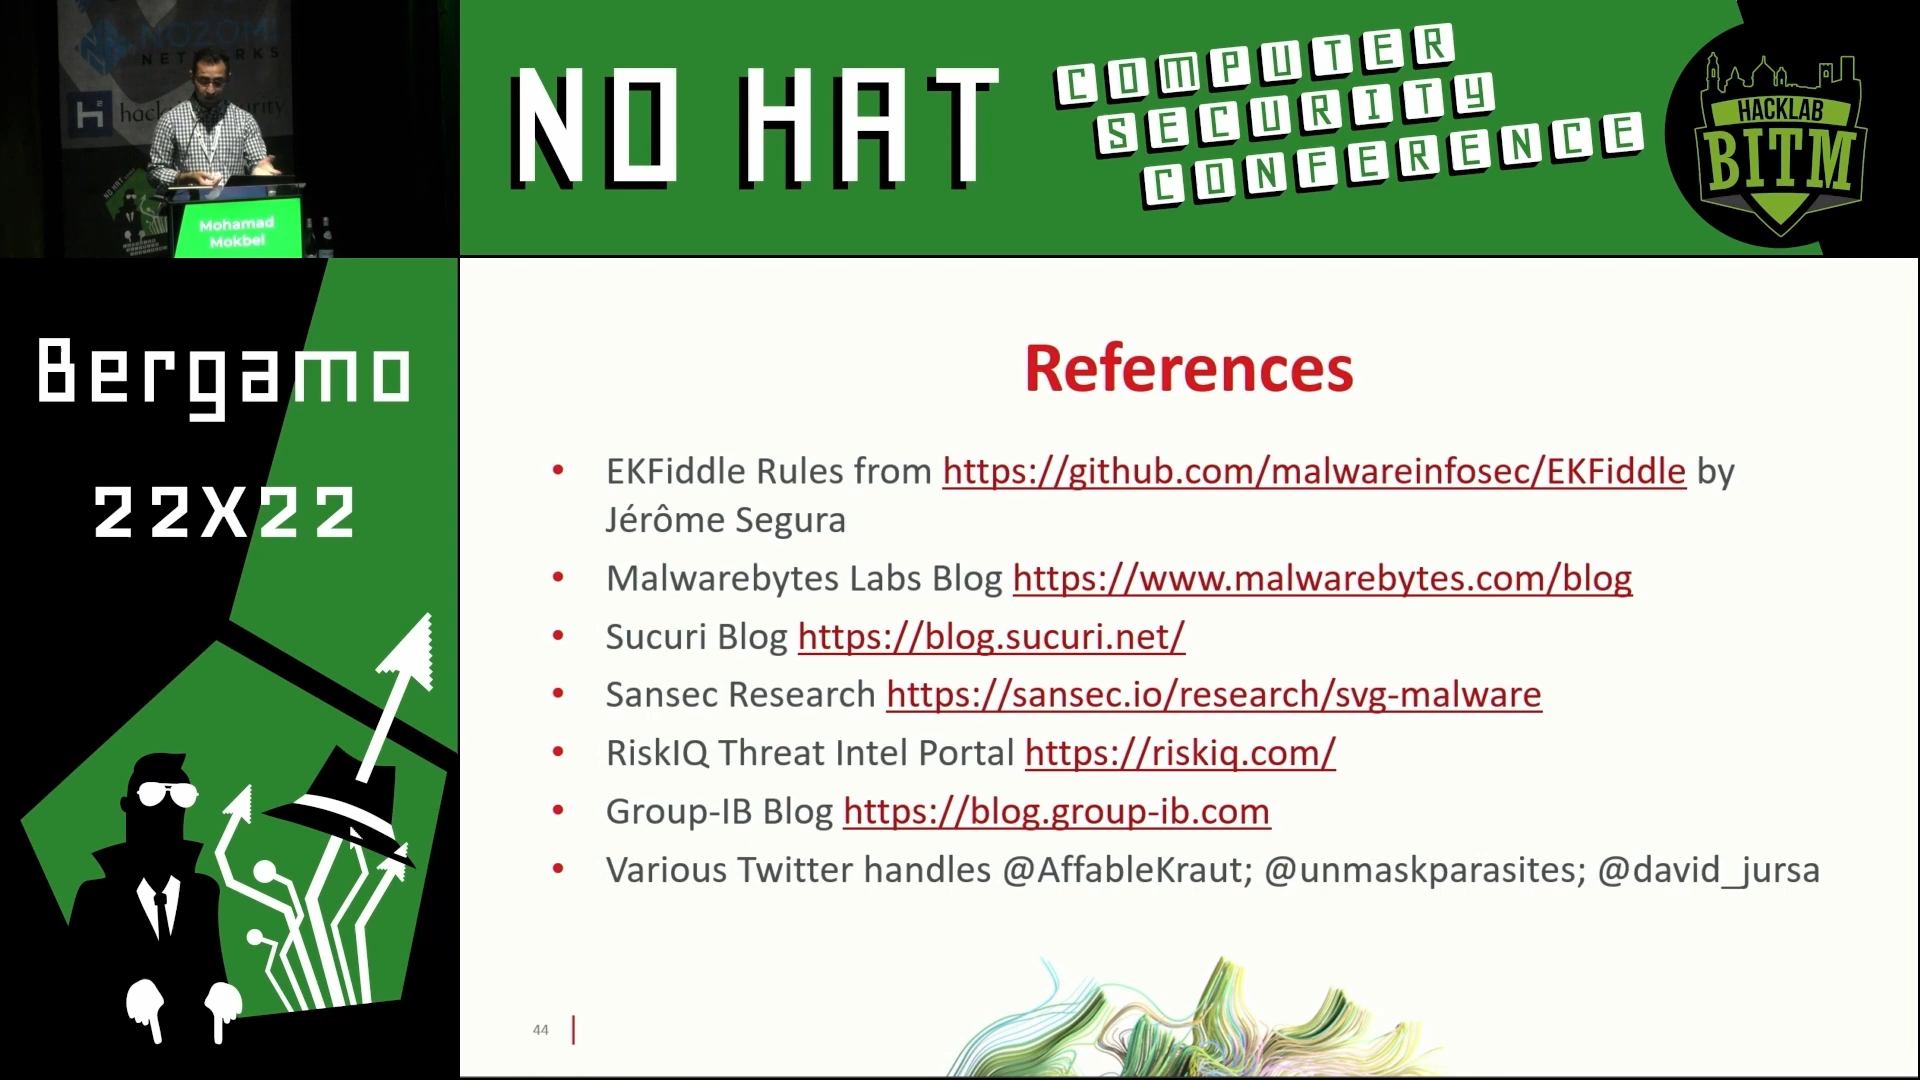 NOZOMI
NETWORKS
H2
Mohamad
Mokbel
NO HAT
COMPUTER
SECURITY
CONFERENCE
HACKLAB
BITM
Bergamo
22X22
References
• EKFiddle Rules from https://github.com/malwareinfosec/EKFiddle by
Jérôme Segura
• Malwarebytes Labs Blog https://www.malwarebytes.com/blog
• Sucuri Blog https://blog.sucuri.net/
• Sansec Research https://sansec.io/research/svg-malware
• RiskIQ Threat Intel Portal https://riskiq.com/
• Group-IB Blog https://blog.group-ib.com
• Various Twitter handles @AffableKraut; @unmaskparasites; @david_jursa
44